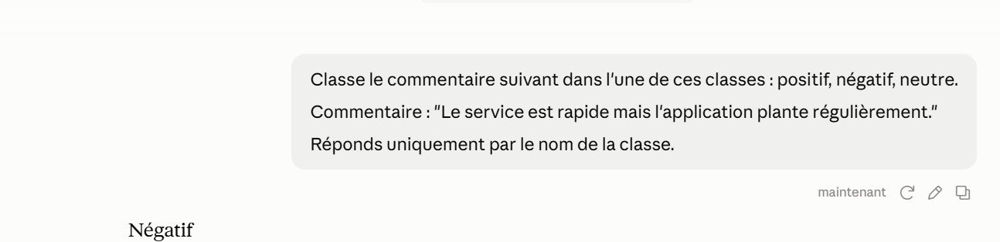 Classe le commentaire suivant dans l'une de ces classes : positif, négatif, neutre.
Commentaire : "Le service est rapide mais l'application plante régulièrement."
Réponds uniquement par le nom de la classe.
maintenant
Négatif